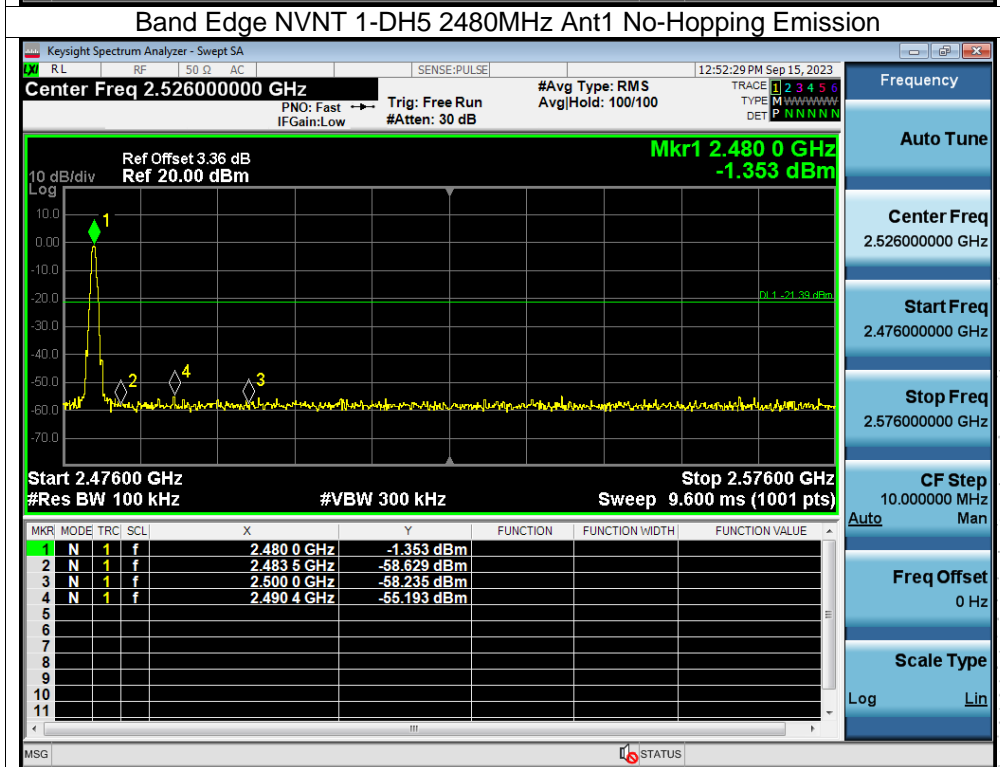 Band Edge NVNT 1-DH5 2480MHz Ant1 No-Hopping Emission
Keysight Spectrum Analyzer - Swept SA
LXI RL RF 50 Ω AC SENSE:PULSE 12:52:29 PM Sep 15, 2023
Center Freq 2.526000000 GHz #Avg Type: RMS TRACE 1 2 3 4 5 6
PNO: Fast Trig: Free Run Avg|Hold: 100/100 TYPE M WWWWW
IFGain:Low #Atten: 30 dB DET P N N N N N
Mkr1 2.480 0 GHz
-1.353 dBm
Ref Offset 3.36 dB
10 dB/div Ref 20.00 dBm
Log
10.0
0.00
-10.0
-20.0
-30.0
-40.0
-50.0
-60.0
-70.0
1
2
4
3
DL1 -21.39 dBm
Start 2.47600 GHz Stop 2.57600 GHz
#Res BW 100 kHz #VBW 300 kHz Sweep 9.600 ms (1001 pts)
MKR MODE TRC SCL X Y FUNCTION FUNCTION WIDTH FUNCTION VALUE
1 N 1 f 2.480 0 GHz -1.353 dBm
2 N 1 f 2.483 5 GHz -58.629 dBm
3 N 1 f 2.500 0 GHz -58.235 dBm
4 N 1 f 2.490 4 GHz -55.193 dBm
5
6
7
8
9
10
11
MSG STATUS
Frequency
Auto Tune
Center Freq
2.526000000 GHz
Start Freq
2.476000000 GHz
Stop Freq
2.576000000 GHz
CF Step
10.000000 MHz
Auto Man
Freq Offset
0 Hz
Scale Type
Log Lin